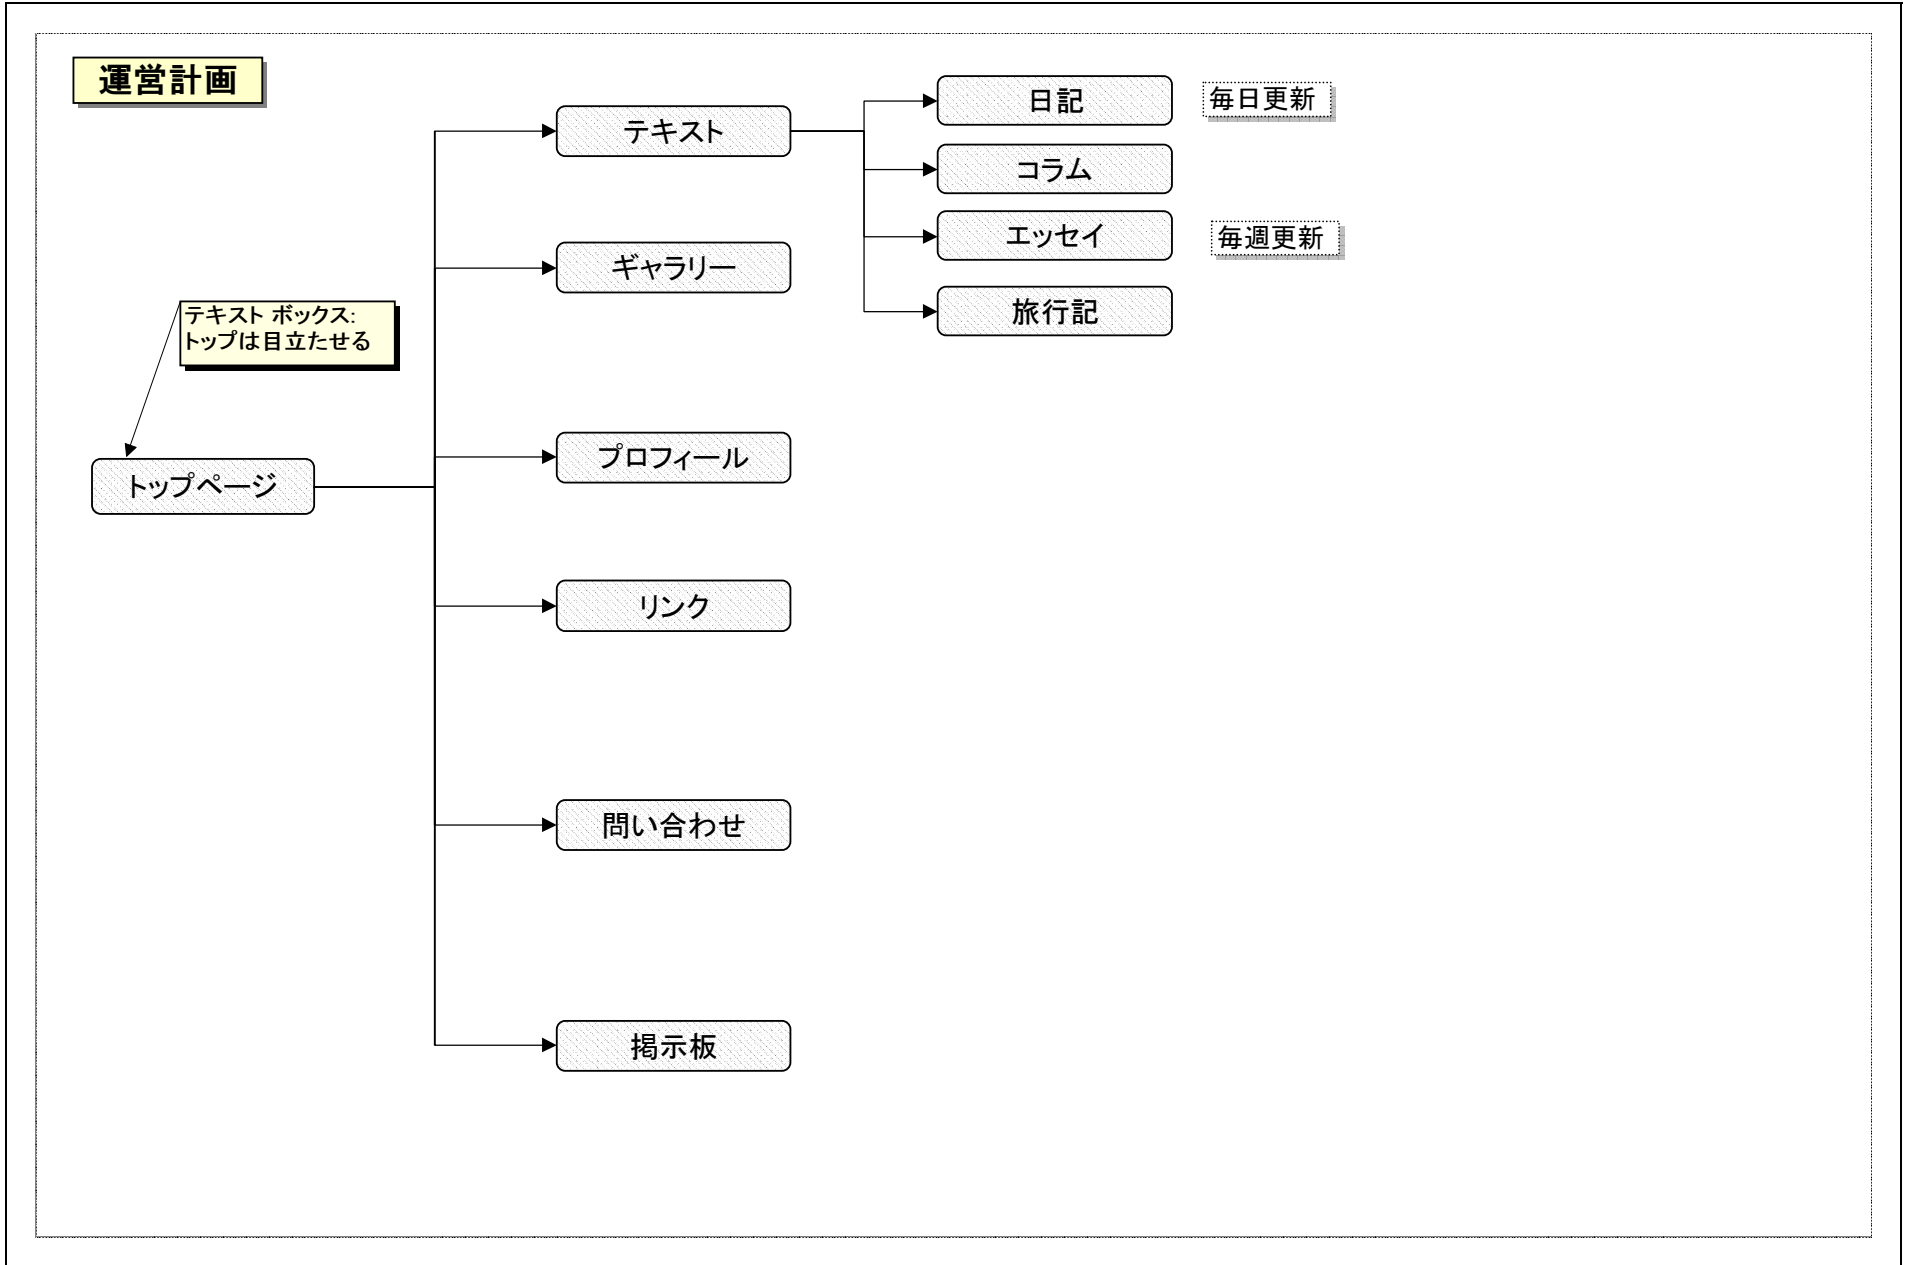 運営計画
テキスト
日記
毎日更新
コラム
エッセイ
毎週更新
旅行記
ギャラリー
テキスト ボックス:
トップは目立たせる
プロフィール
トップページ
リンク
問い合わせ
掲示板